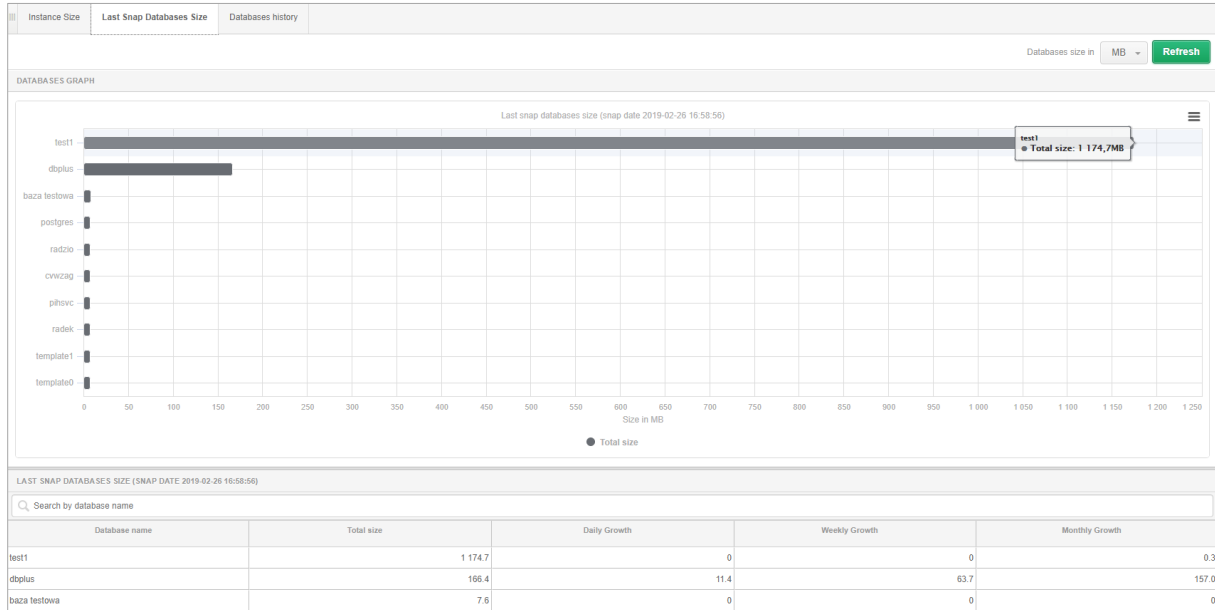 Instance Size Last Snap Databases Size Databases history
Databases size in MB Refresh
DATABASES GRAPH
Last snap databases size (snap date 2019-02-26 16:58:56)
test1
test1
Total size: 1 174,7MB
dbplus
baza testowa
postgres
radzio
cvwzag
pihsvc
radek
template1
template0
0 50 100 150 200 250 300 350 400 450 500 550 600 650 700 750 800 850 900 950 1 000 1 050 1 100 1 150 1 200 1 250
Size in MB
Total size
LAST SNAP DATABASES SIZE (SNAP DATE 2019-02-26 16:58:56)
Search by database name
Database name Total size Daily Growth Weekly Growth Monthly Growth
test1 1 174.7 0 0 0.3
dbplus 166.4 11.4 63.7 157.0
baza testowa 7.6 0 0 0